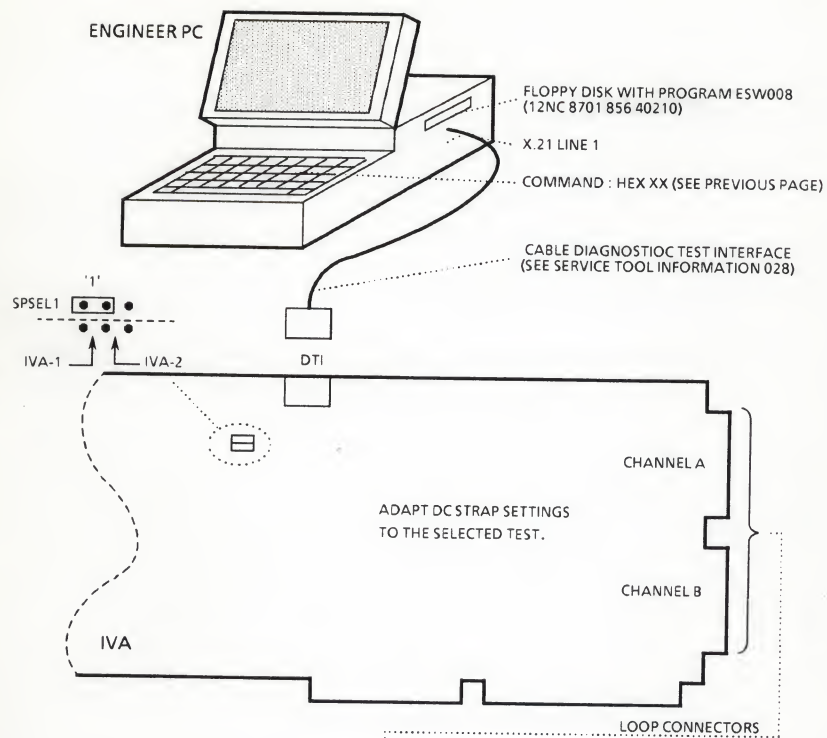 ENGINEER PC
FLOPPY DISK WITH PROGRAM ESW008
(12NC 8701 856 40210)
X.21 LINE 1
COMMAND : HEX XX (SEE PREVIOUS PAGE)
CABLE DIAGNOSTIOC TEST INTERFACE
(SEE SERVICE TOOL INFORMATION 028)
'1'
SPSEL1
IVA-1
IVA-2
DTI
CHANNEL A
ADAPT DC STRAP SETTINGS
TO THE SELECTED TEST.
CHANNEL B
IVA
LOOP CONNECTORS